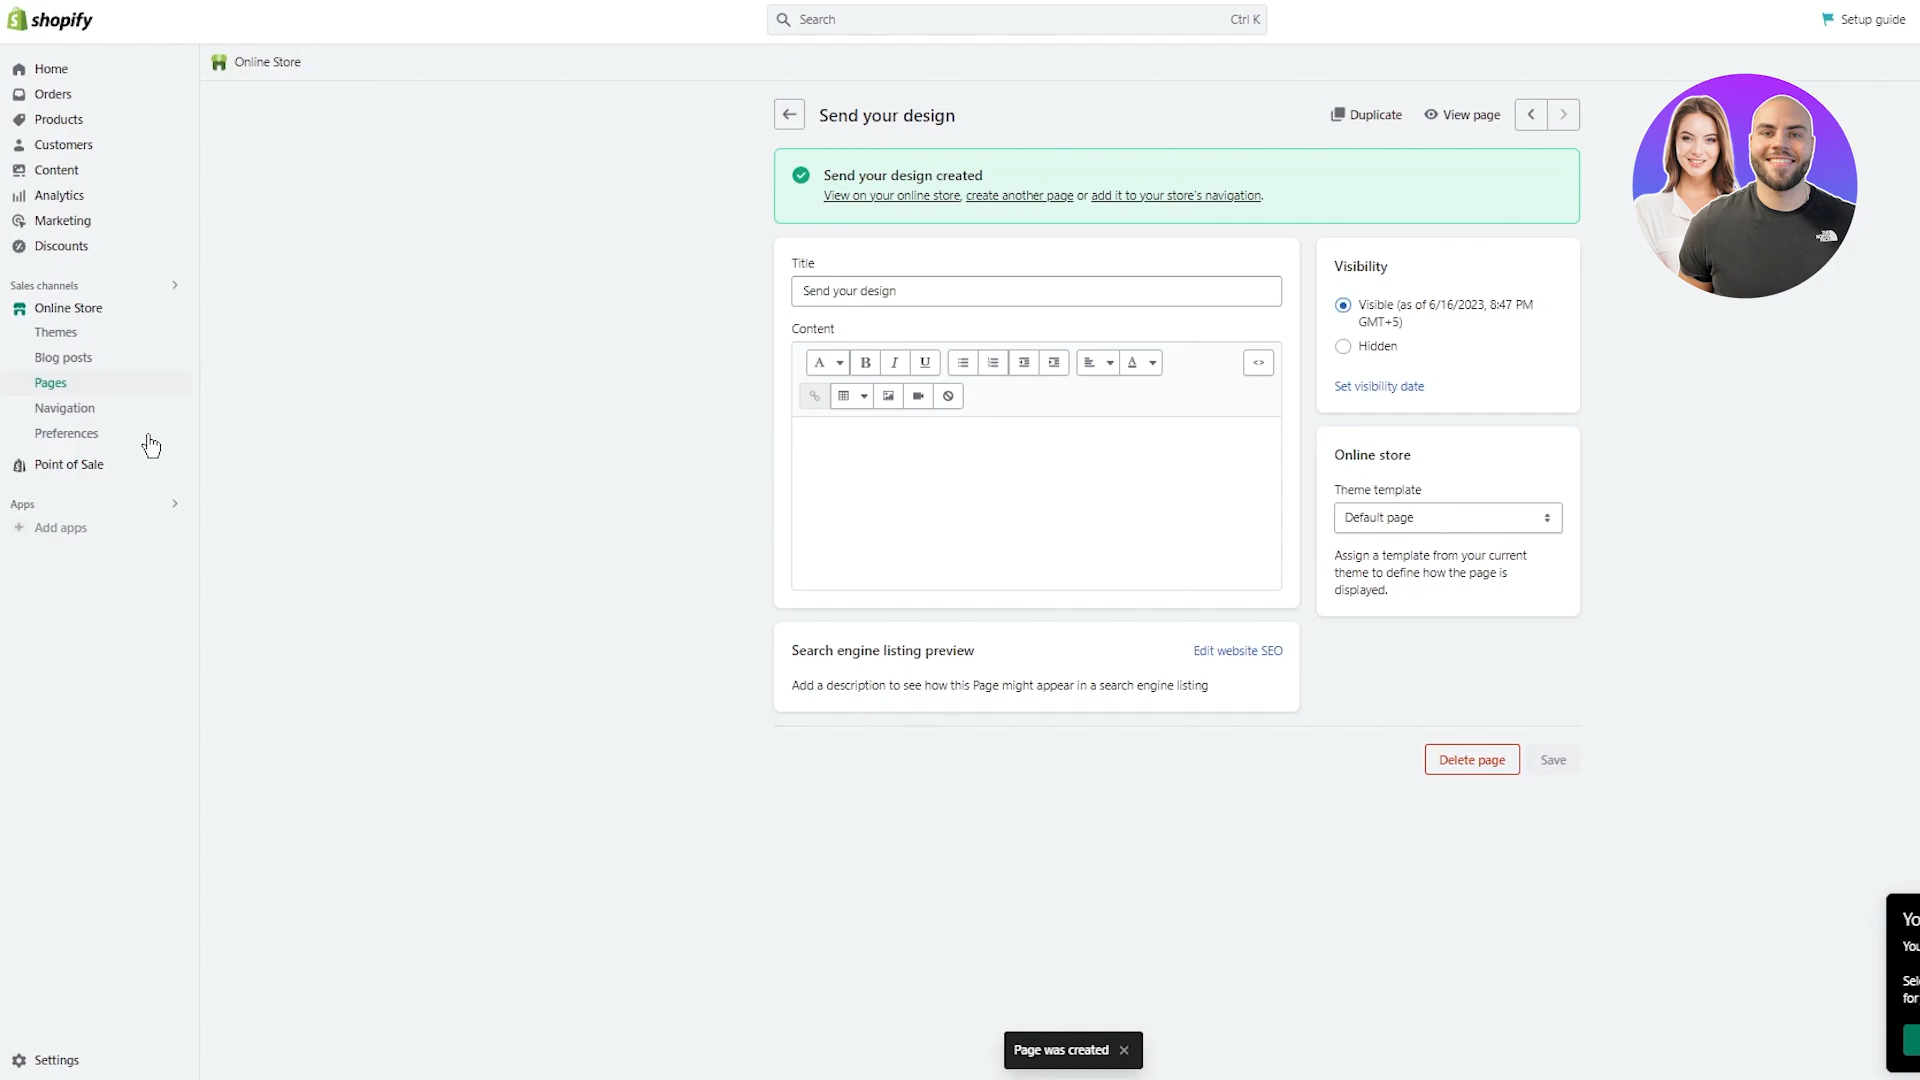 shopify
Search
Ctrl K
Setup guide
Home
Orders
Products
Customers
Content
Analytics
Marketing
Discounts
Sales channels
Online Store
Themes
Blog posts
Pages
Navigation
Preferences
Point of Sale
Apps
Add apps
Settings
Online Store
Send your design
Duplicate
View page
Send your design created
View on your online store, create another page or add it to your store's navigation.
Title
Send your design
Content
A
B
I
U
A
<>
Search engine listing preview
Edit website SEO
Add a description to see how this Page might appear in a search engine listing
Visibility
Visible (as of 6/16/2023, 8:47 PM
GMT+5)
Hidden
Set visibility date
Online store
Theme template
Default page
Assign a template from your current
theme to define how the page is
displayed.
Delete page
Save
Page was created
Yo
You
Sel
for